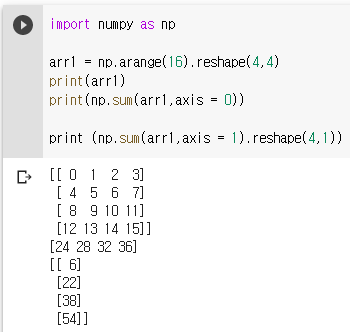 import numpy as np
arr1 = np.arange(16).reshape(4,4)
print(arr1)
print(np.sum(arr1,axis = 0))
print (np.sum(arr1,axis = 1).reshape(4,1))
[[ 0  1  2  3]
 [ 4  5  6  7]
 [ 8  9 10 11]
 [12 13 14 15]]
[24 28 32 36]
[[ 6]
 [22]
 [38]
 [54]]